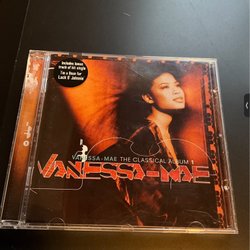 Includes bonus
track of hit single
I'm a Doun for
Lack O' Johnnie
VANESSA-MAE THE CLASSICAL ALBUM 1
VANESSA-MAE